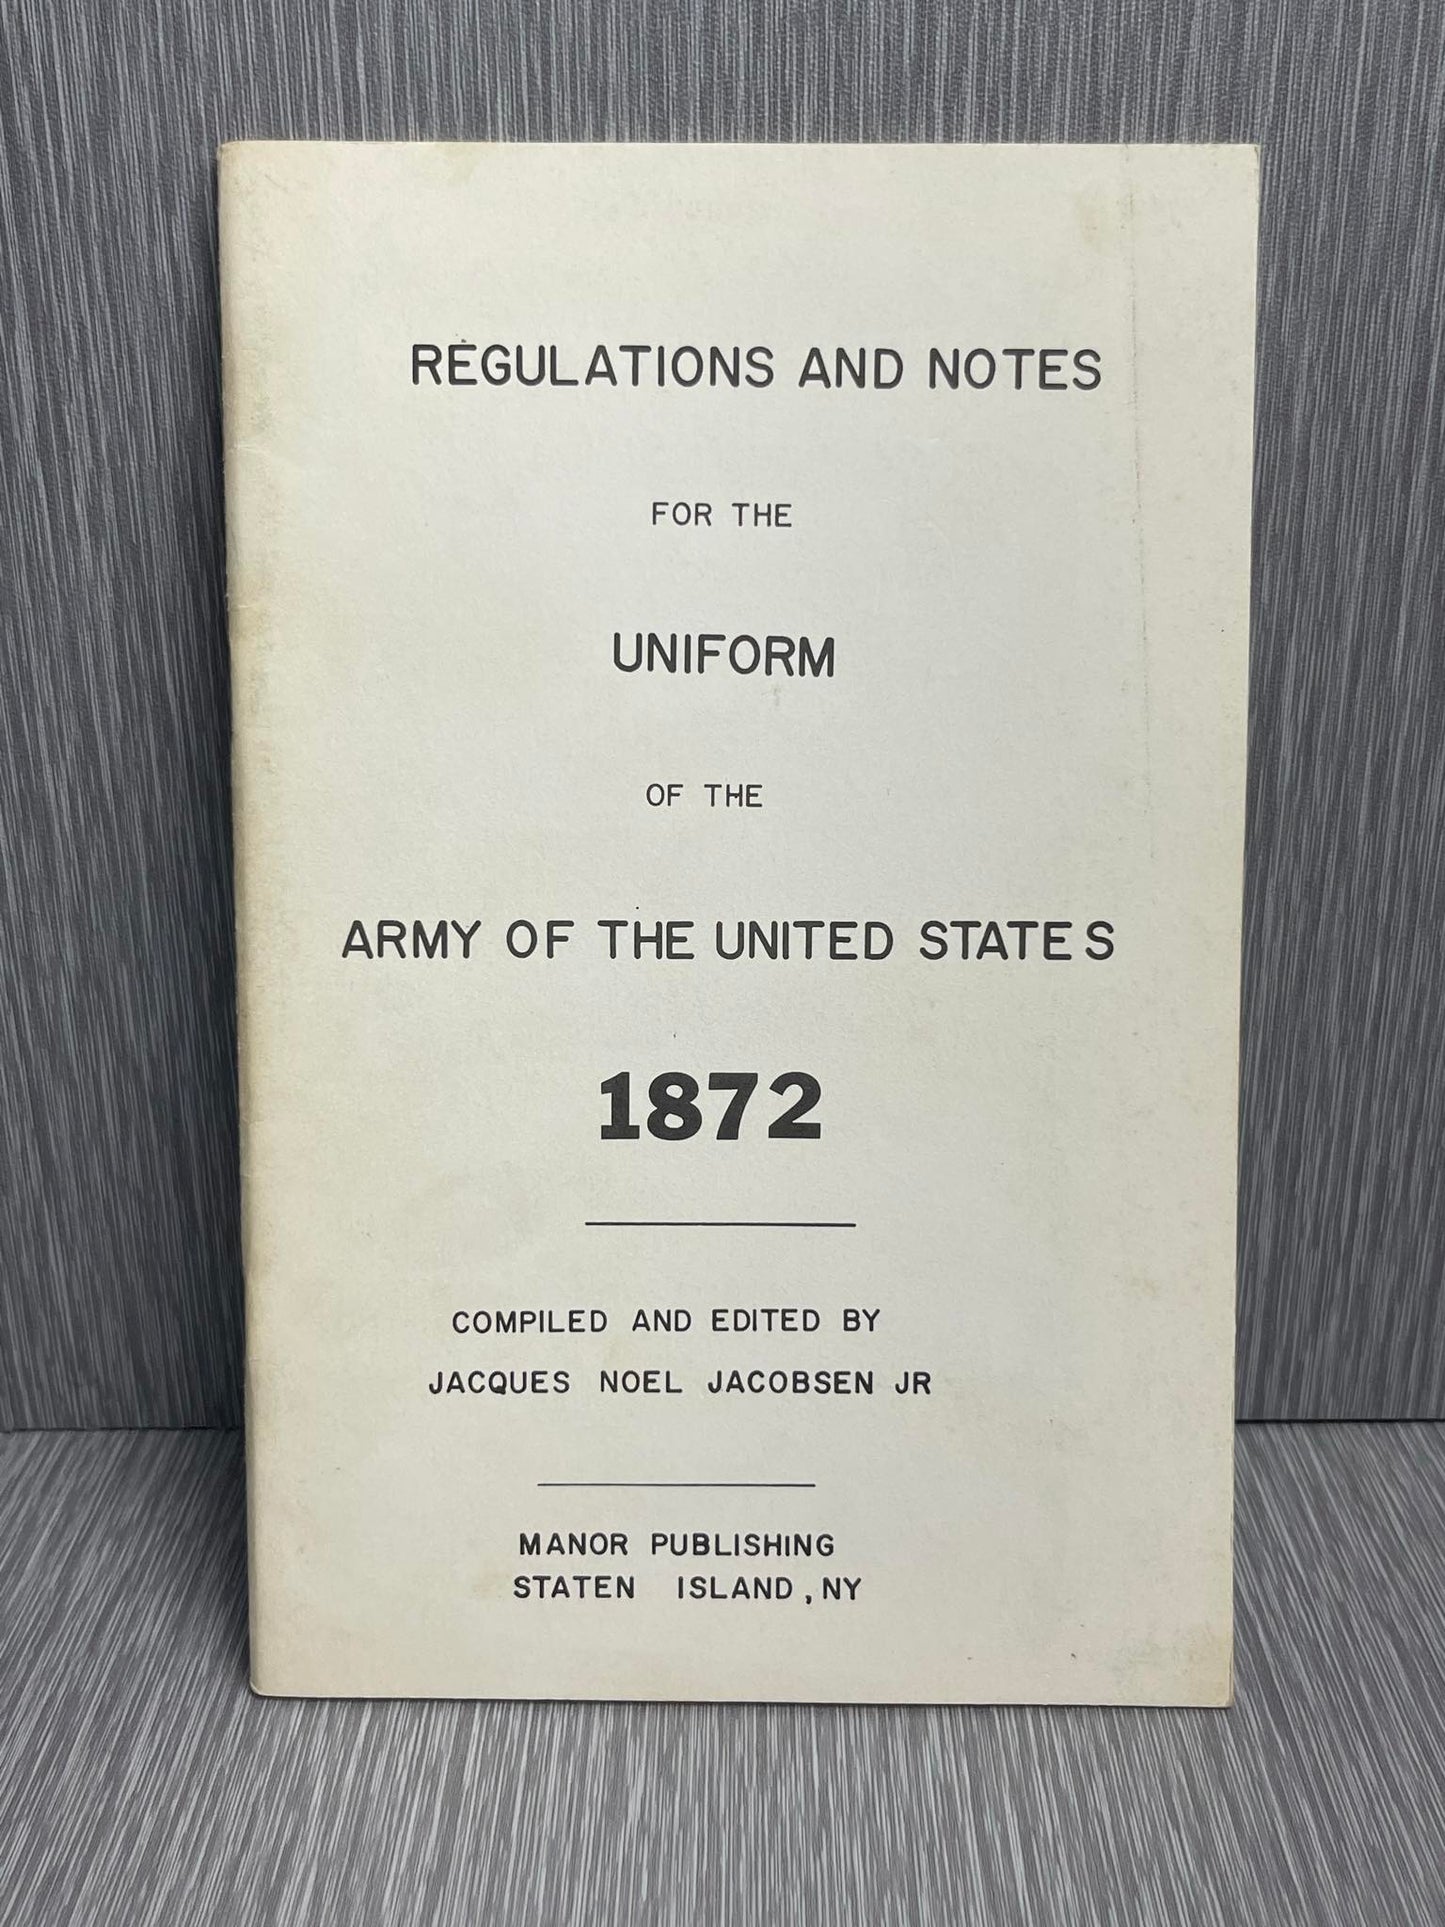 REGULATIONS AND NOTES
FOR THE
UNIFORM
OF THE
ARMY OF THE UNITED STATES
1872
COMPILED AND EDITED BY
JACQUES NOEL JACOBSEN JR
MANOR PUBLISHING
STATEN ISLAND, NY